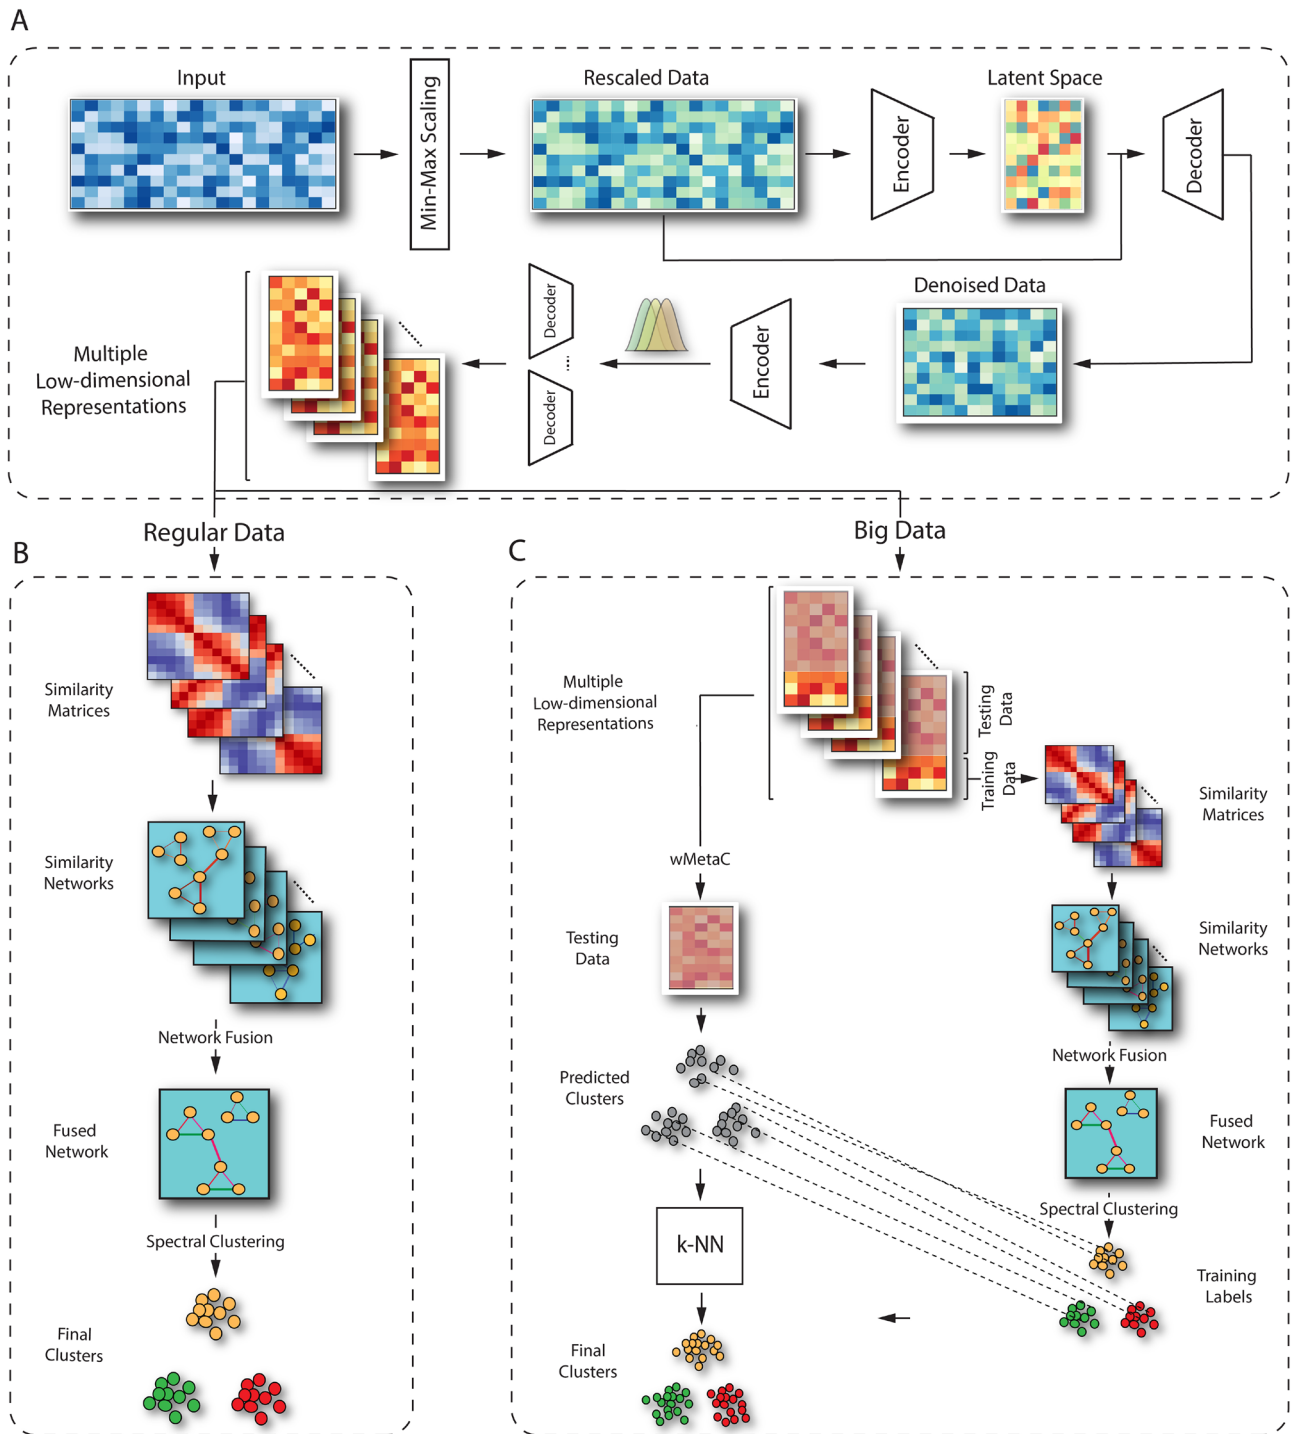 A
Input
Min-Max Scaling
Rescaled Data
Encoder
Latent Space
Decoder
Denoised Data
Encoder
Decoder
Decoder
Multiple
Low-dimensional
Representations
Regular Data
Big Data
B
Similarity
Matrices
Similarity
Networks
Network Fusion
Fused
Network
Spectral Clustering
Final
Clusters
C
Multiple
Low-dimensional
Representations
Testing
Data
Training
Data
Similarity
Matrices
wMetaC
Testing
Data
Similarity
Networks
Network Fusion
Predicted
Clusters
Fused
Network
Spectral Clustering
k-NN
Training
Labels
Final
Clusters